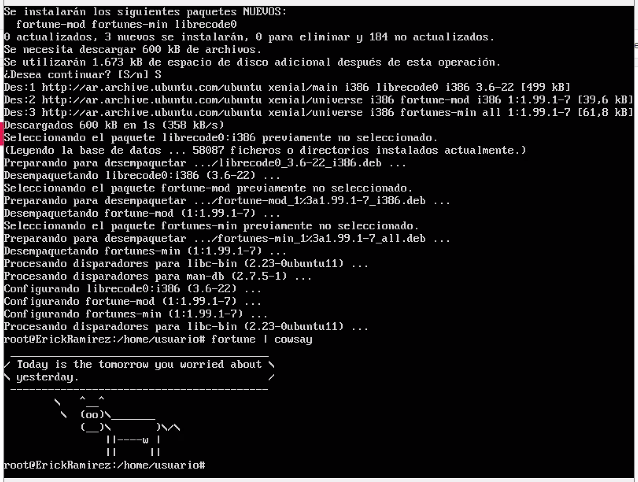 Se instalarán los siguientes paquetes NUEVOS:
  fortune-mod fortunes-min librecode0
0 actualizados, 3 nuevos se instalarán, 0 para eliminar y 184 no actualizados.
Se necesita descargar 600 kB de archivos.
Se utilizarán 1.673 kB de espacio de disco adicional después de esta operación.
¿Desea continuar? [S/n] S
Des:1 http://ar.archive.ubuntu.com/ubuntu xenial/main i386 librecode0 i386 3.6-22 [499 kB]
Des:2 http://ar.archive.ubuntu.com/ubuntu xenial/universe i386 fortune-mod i386 1:1.99.1-7 [39,6 kB]
Des:3 http://ar.archive.ubuntu.com/ubuntu xenial/universe i386 fortunes-min all 1:1.99.1-7 [61,8 kB]
Descargados 600 kB en 1s (358 kB/s)
Seleccionando el paquete librecode0:i386 previamente no seleccionado.
(Leyendo la base de datos ... 58087 ficheros o directorios instalados actualmente.)
Preparando para desempaquetar .../librecode0_3.6-22_i386.deb ...
Desempaquetando librecode0:i386 (3.6-22) ...
Seleccionando el paquete fortune-mod previamente no seleccionado.
Preparando para desempaquetar .../fortune-mod_1%3a1.99.1-7_i386.deb ...
Desempaquetando fortune-mod (1:1.99.1-7) ...
Seleccionando el paquete fortunes-min previamente no seleccionado.
Preparando para desempaquetar .../fortunes-min_1%3a1.99.1-7_all.deb ...
Desempaquetando fortunes-min (1:1.99.1-7) ...
Procesando disparadores para libc-bin (2.23-0ubuntu11) ...
Procesando disparadores para man-db (2.7.5-1) ...
Configurando librecode0:i386 (3.6-22) ...
Configurando fortune-mod (1:1.99.1-7) ...
Configurando fortunes-min (1:1.99.1-7) ...
Procesando disparadores para libc-bin (2.23-0ubuntu11) ...
root@ErickRamirez:/home/usuario# fortune | cowsay
 _________________________________________
/ Today is the tomorrow you worried about \
\ yesterday.                              /
 -----------------------------------------
        \   ^__^
         \  (oo)\_______
            (__)\       )\/\
                ||----w |
                ||     ||
root@ErickRamirez:/home/usuario#